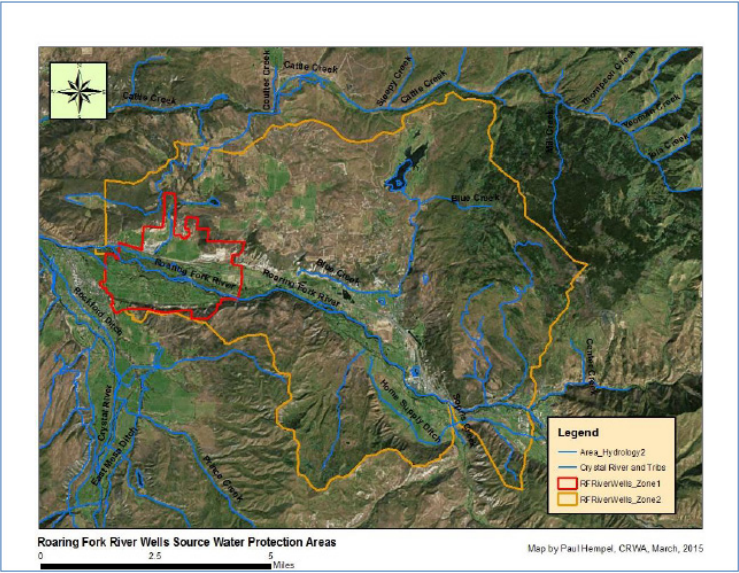 Cattle Creek
Coulter Creek
Cattle Creek
Sleepy Creek
Cattle Creek
Thompson Creek
Yeoman Creek
Blue Creek
Roaring Fork River
Roaring Fork River
Blue Creek
Rockford Ditch
Crystal River
East Mesa Ditch
Prince Creek
Home Supply Ditch
Legend
Area_Hydrology2
Crystal River and Tribs
RFRiverWells_Zone1
RFRiverWells_Zone2
Roaring Fork River Wells Source Water Protection Areas
0 2.5 5
Miles
Map by Paul Hempel, CRWA, March, 2015